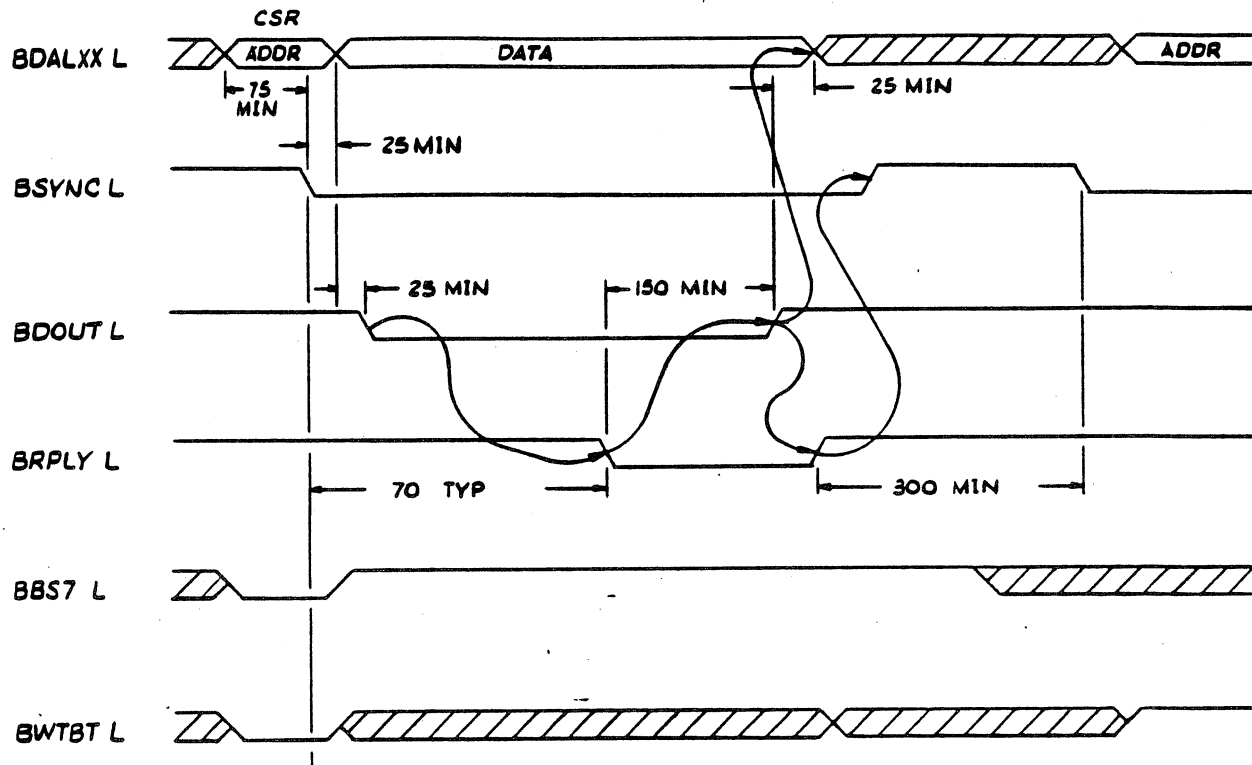 CSR
BDALXX L ADDR DATA ADDR
75 MIN
25 MIN
25 MIN
BSYNC L
25 MIN
150 MIN
BDOUT L
BRPLY L
70 TYP
300 MIN
BBS7 L
BWTBT L